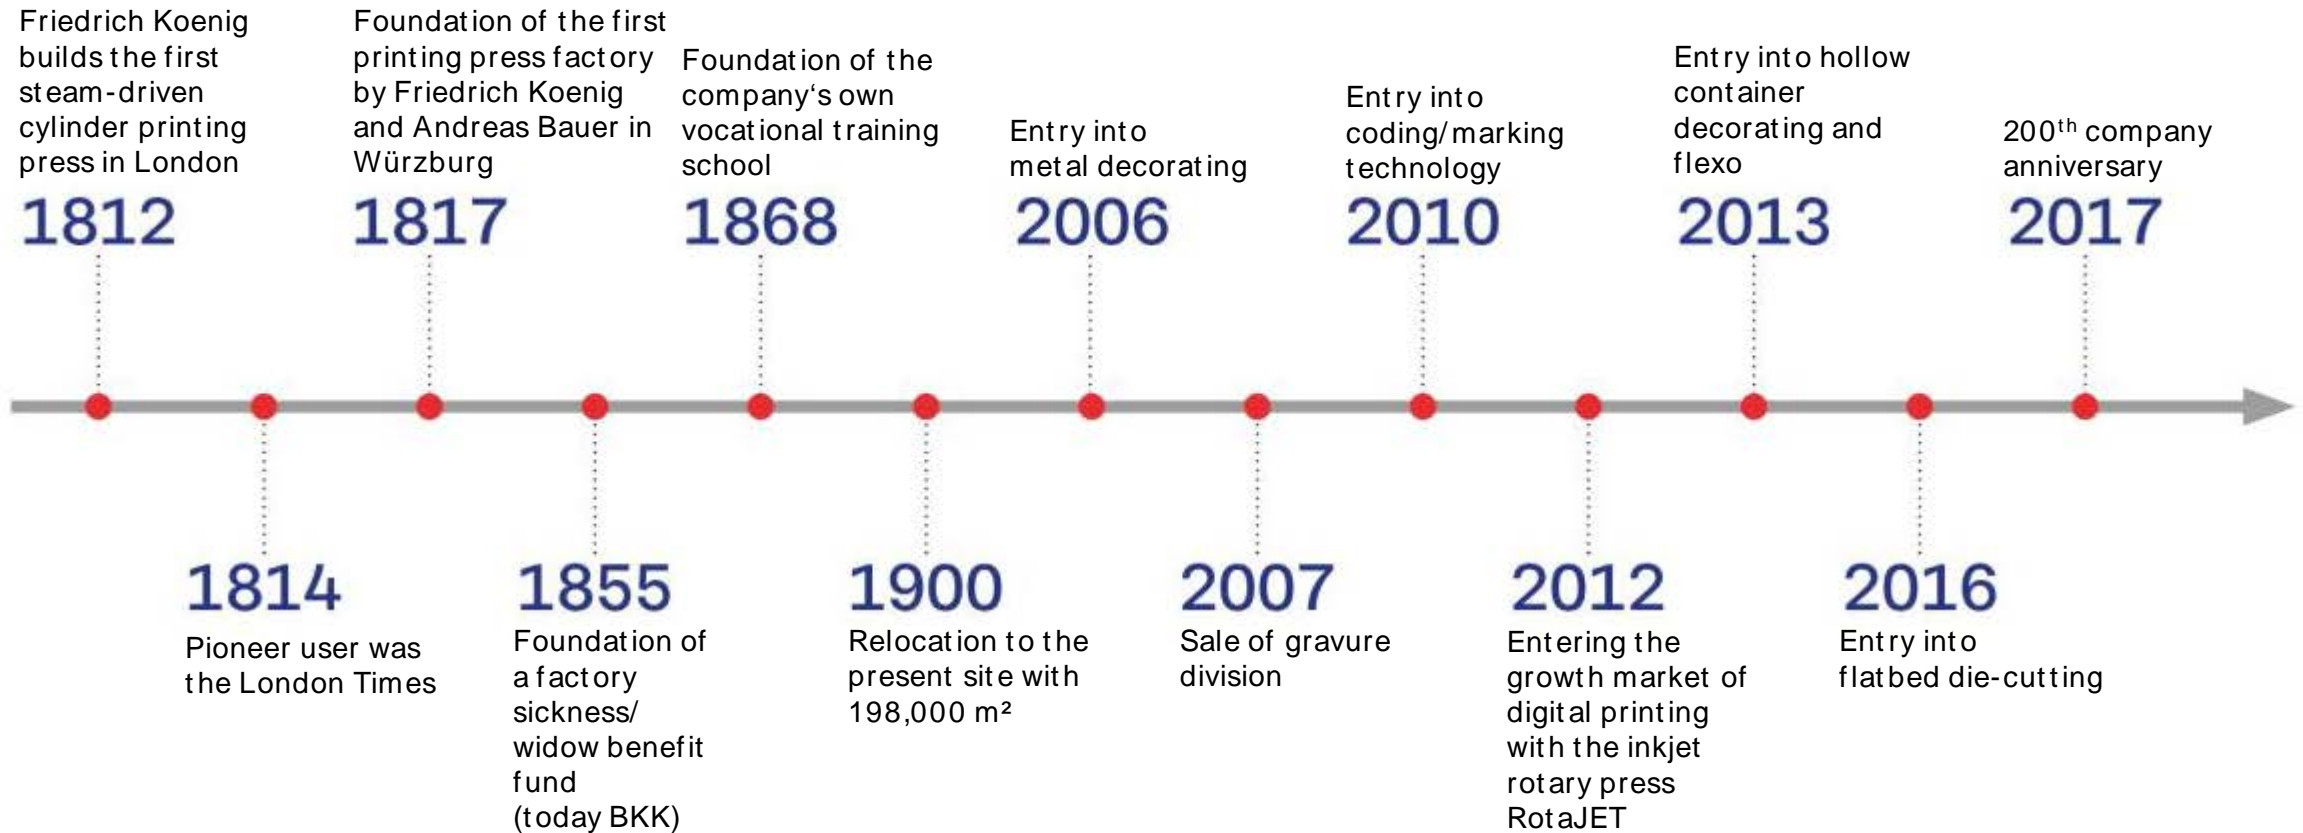 Friedrich Koenig
builds the first
steam-driven
cylinder printing
press in London
1812
Foundation of the first
printing press factory
by Friedrich Koenig
and Andreas Bauer in
Würzburg
1817
Foundation of the
company‘s own
vocational training
school
1868
Entry into
metal decorating
2006
Entry into
coding/marking
technology
2010
Entry into hollow
container
decorating and
flexo
2013
200th company
anniversary
2017
1814
Pioneer user was
the London Times
1855
Foundation of
a factory
sickness/
widow benefit
fund
(today BKK)
1900
Relocation to the
present site with
198,000 m²
2007
Sale of gravure
division
2012
Entering the
growth market of
digital printing
with the inkjet
rotary press
RotaJET
2016
Entry into
flatbed die-cutting